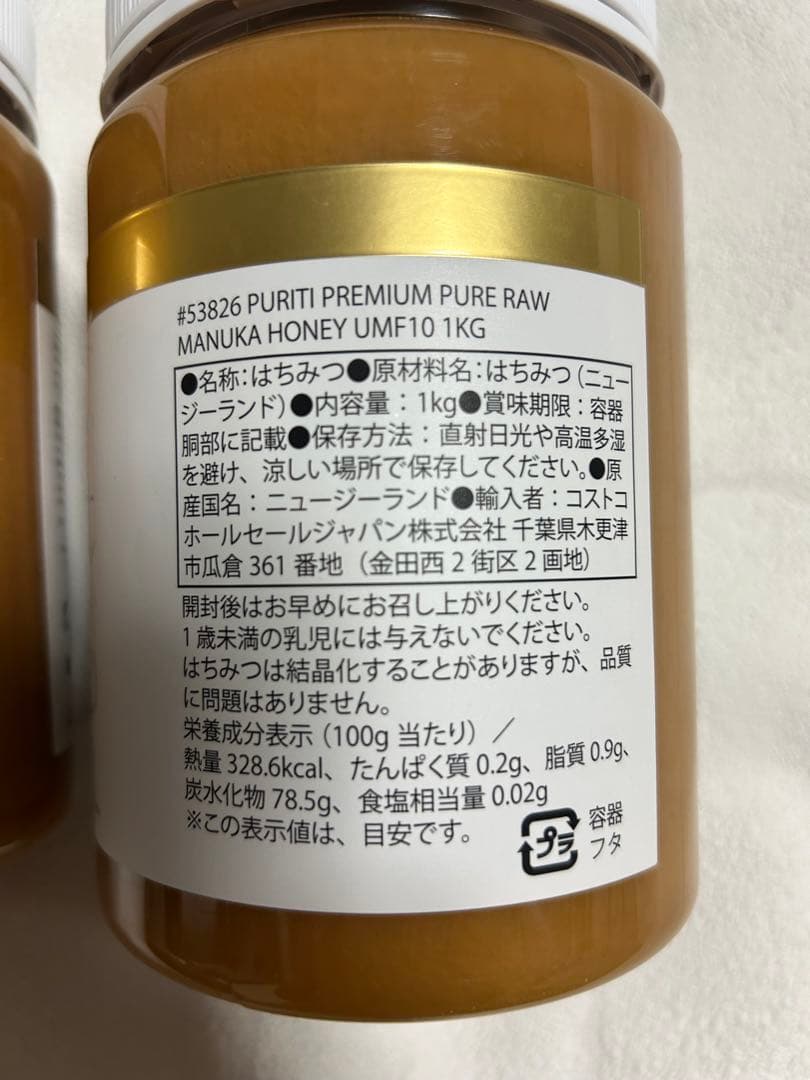 #53826 PURITI PREMIUM PURE RAW
MANUKA HONEY UMF10 1KG
●名称：はちみつ●原材料名：はちみつ（ニュー
ジーランド）●内容量：1kg●賞味期限：容器
胴部に記載●保存方法：直射日光や高温多湿
を避け、涼しい場所で保存してください。●原
産国名：ニュージーランド●輸入者：コストコ
ホールセールジャパン株式会社 千葉県木更津
市瓜倉 361 番地（金田西 2 街区 2 画地）
開封後はお早めにお召し上がりください。
1 歳未満の乳児には与えないでください。
はちみつは結晶化することがありますが、品質
に問題はありません。
栄養成分表示（100g 当たり）／
熱量 328.6kcal、たんぱく質 0.2g、脂質 0.9g、
炭水化物 78.5g、食塩相当量 0.02g
※この表示値は、目安です。
プラ
容器
フタ